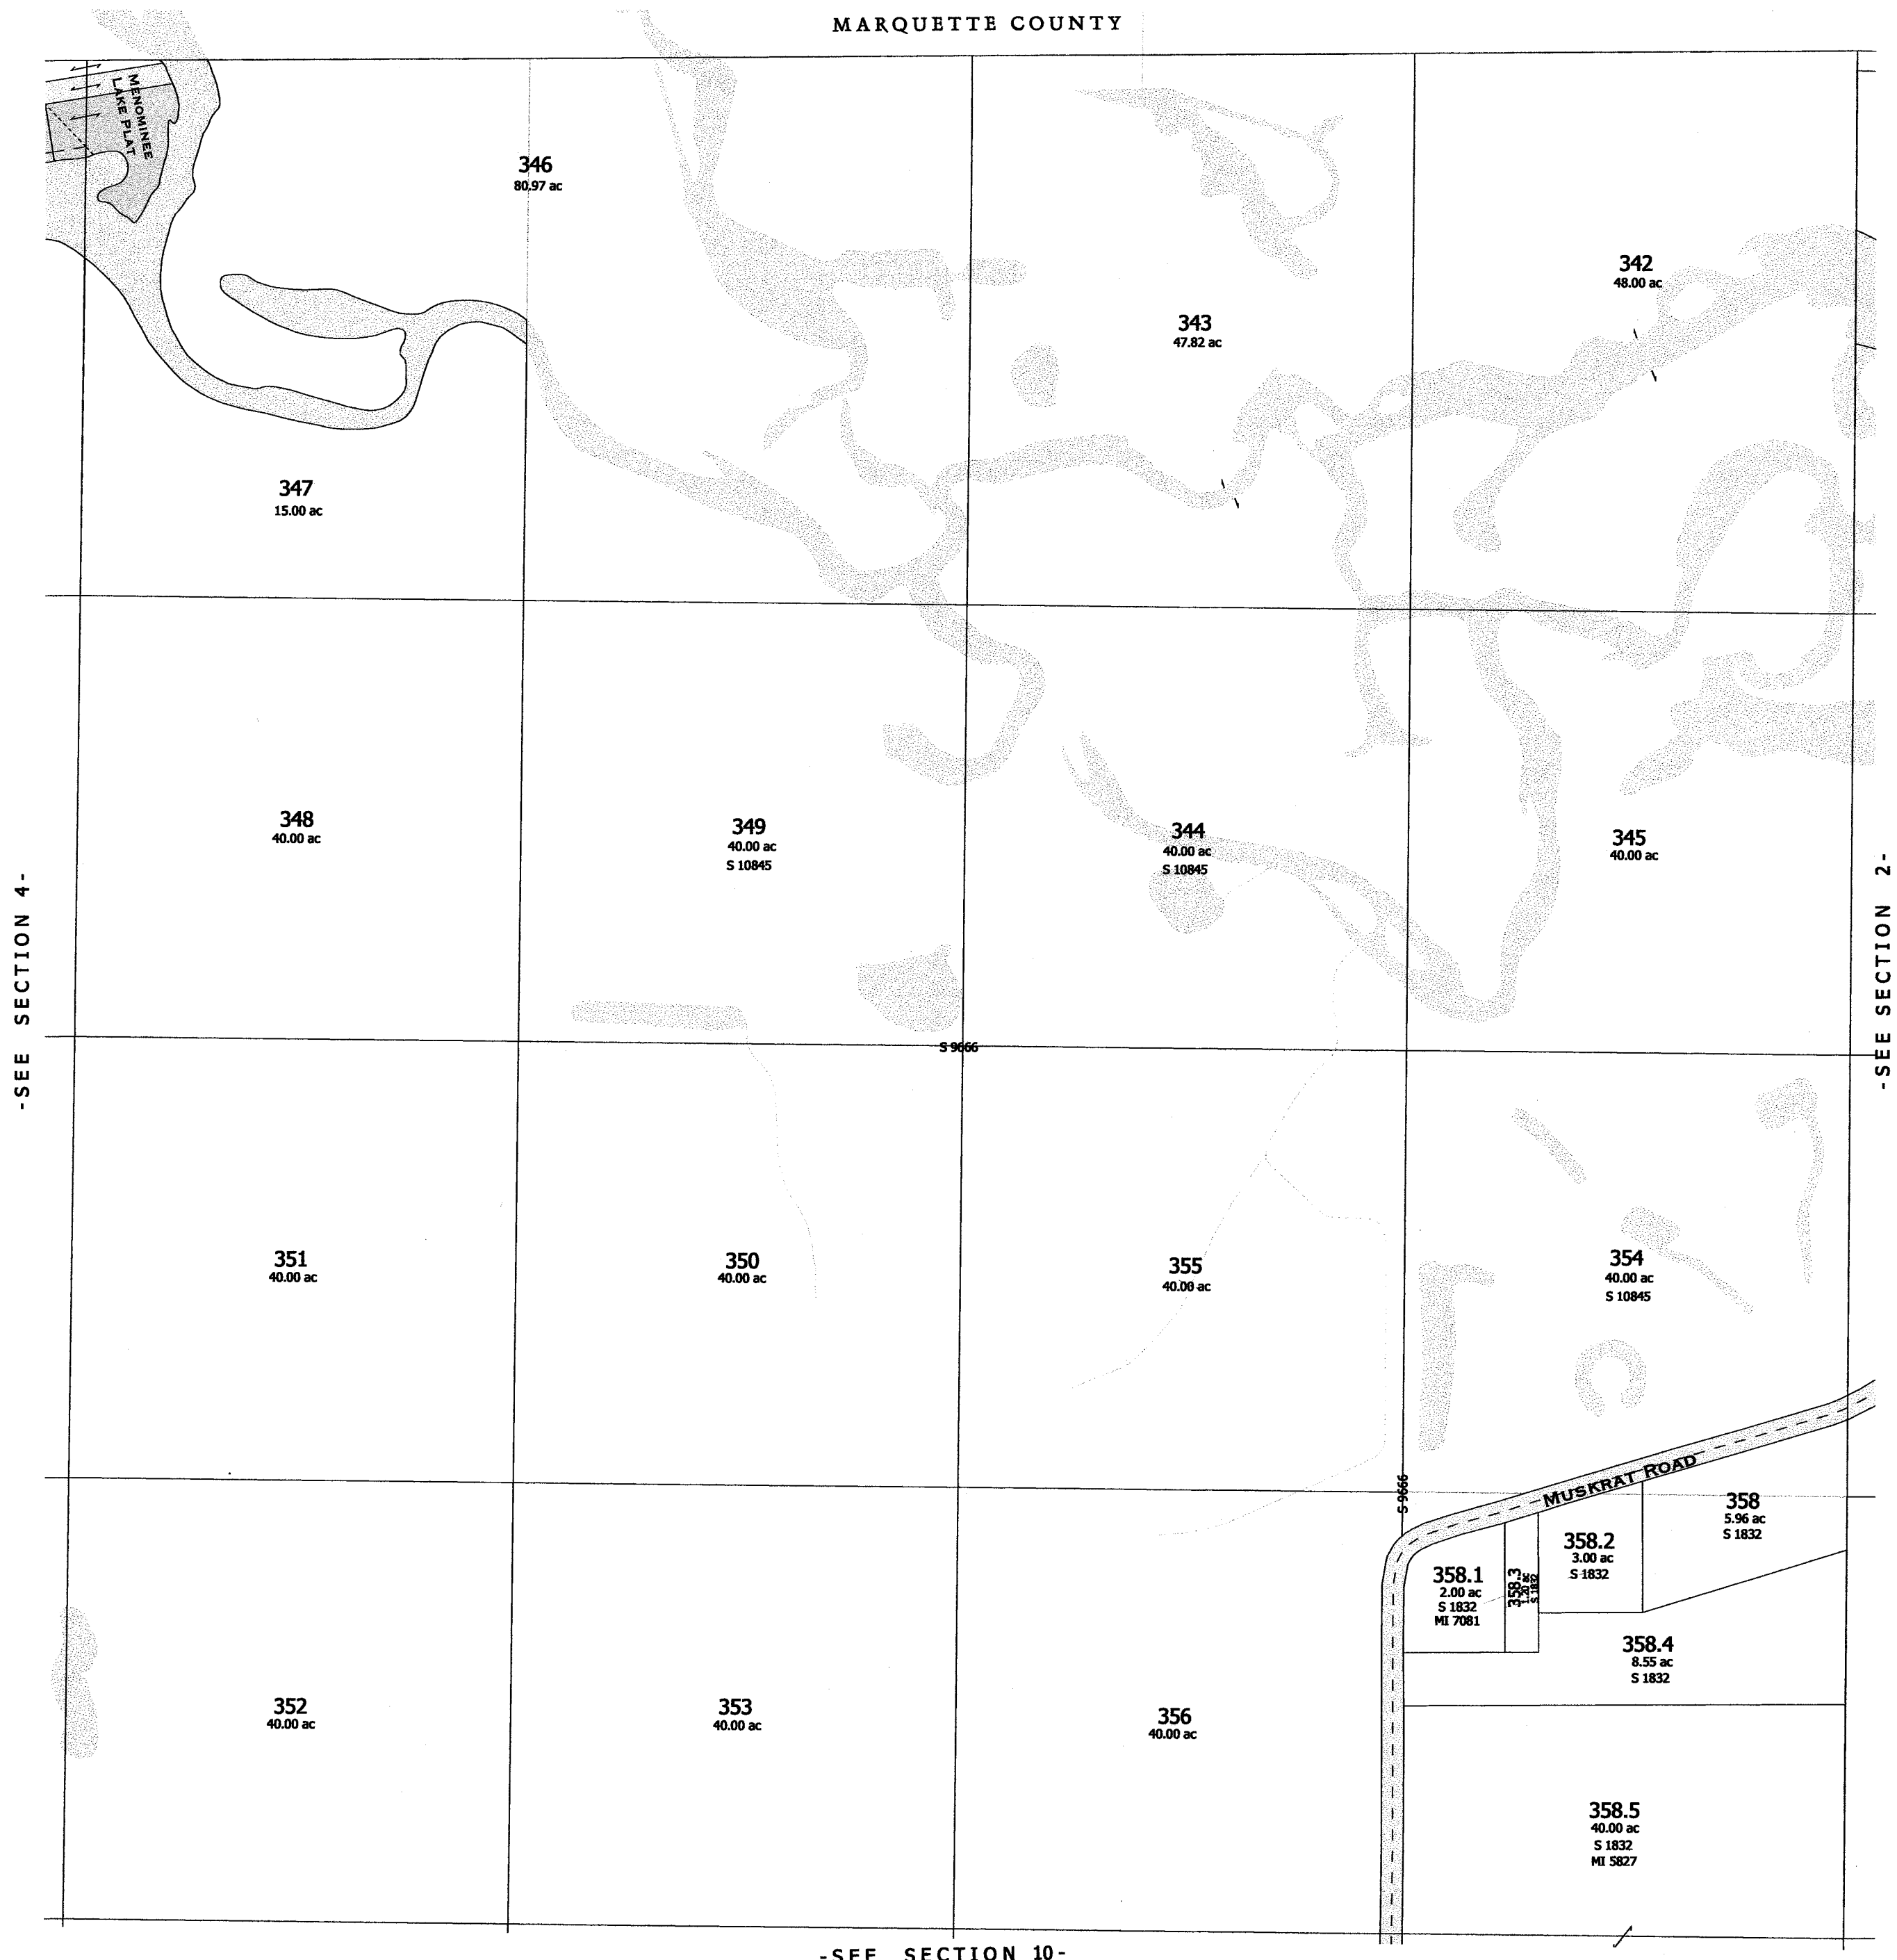 MARQUETTE COUNTY
MENOMINEE
LAKE PLAT
346
80.97 ac
342
48.00 ac
343
47.82 ac
347
15.00 ac
348
40.00 ac
349
40.00 ac
S 10845
344
40.00 ac
S 10845
345
40.00 ac
-SEE SECTION 4-
-SEE SECTION 2-
S 9666
351
40.00 ac
350
40.00 ac
355
40.00 ac
354
40.00 ac
S 10845
S 9666
MUSKRAT ROAD
358
5.96 ac
S 1832
358.2
3.00 ac
S 1832
358.1
2.00 ac
S 1832
MI 7081
358.3
1.20 ac
S 1832
358.4
8.55 ac
S 1832
352
40.00 ac
353
40.00 ac
356
40.00 ac
358.5
40.00 ac
S 1832
MI 5827
-SEE SECTION 10-